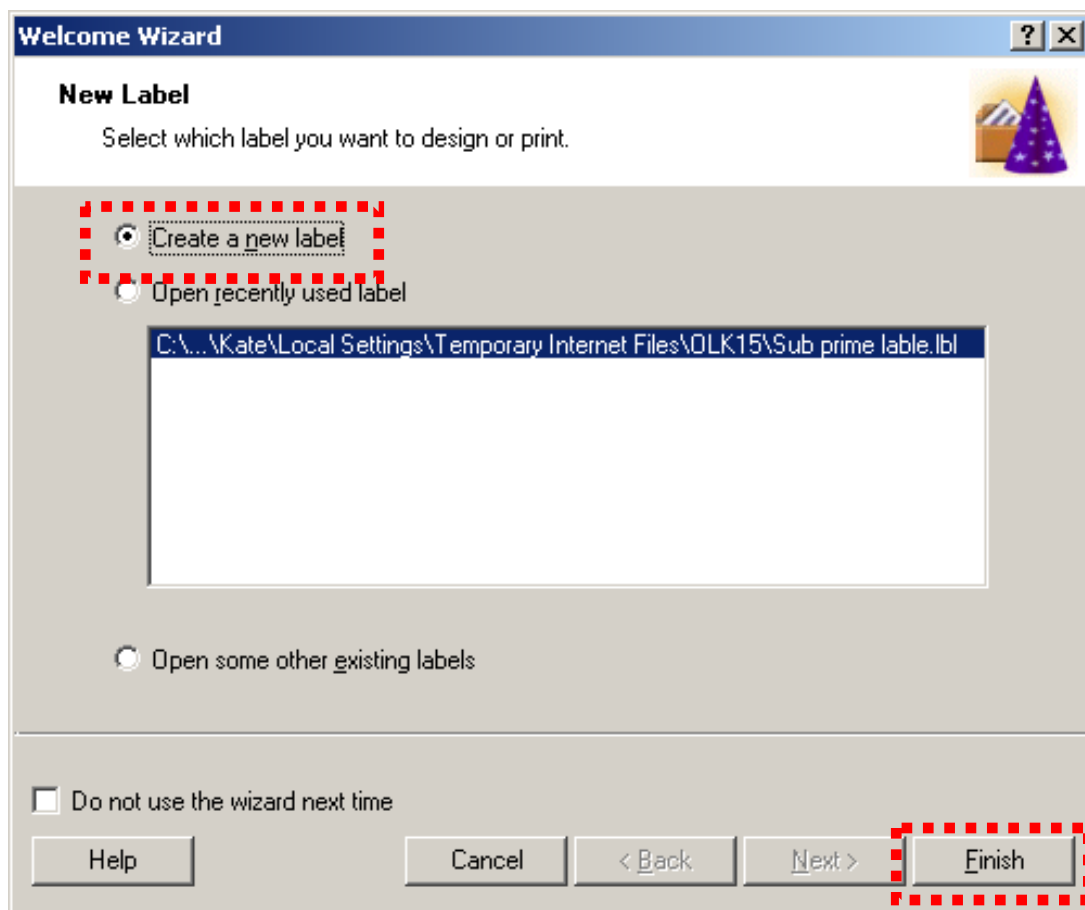 Welcome Wizard
New Label
Select which label you want to design or print.
Create a new label
Open recently used label
C:\...\Kate\Local Settings\Temporary Internet Files\OLK15\Sub prime lable.lbl
Open some other existing labels
Do not use the wizard next time
Help Cancel < Back Next > Finish